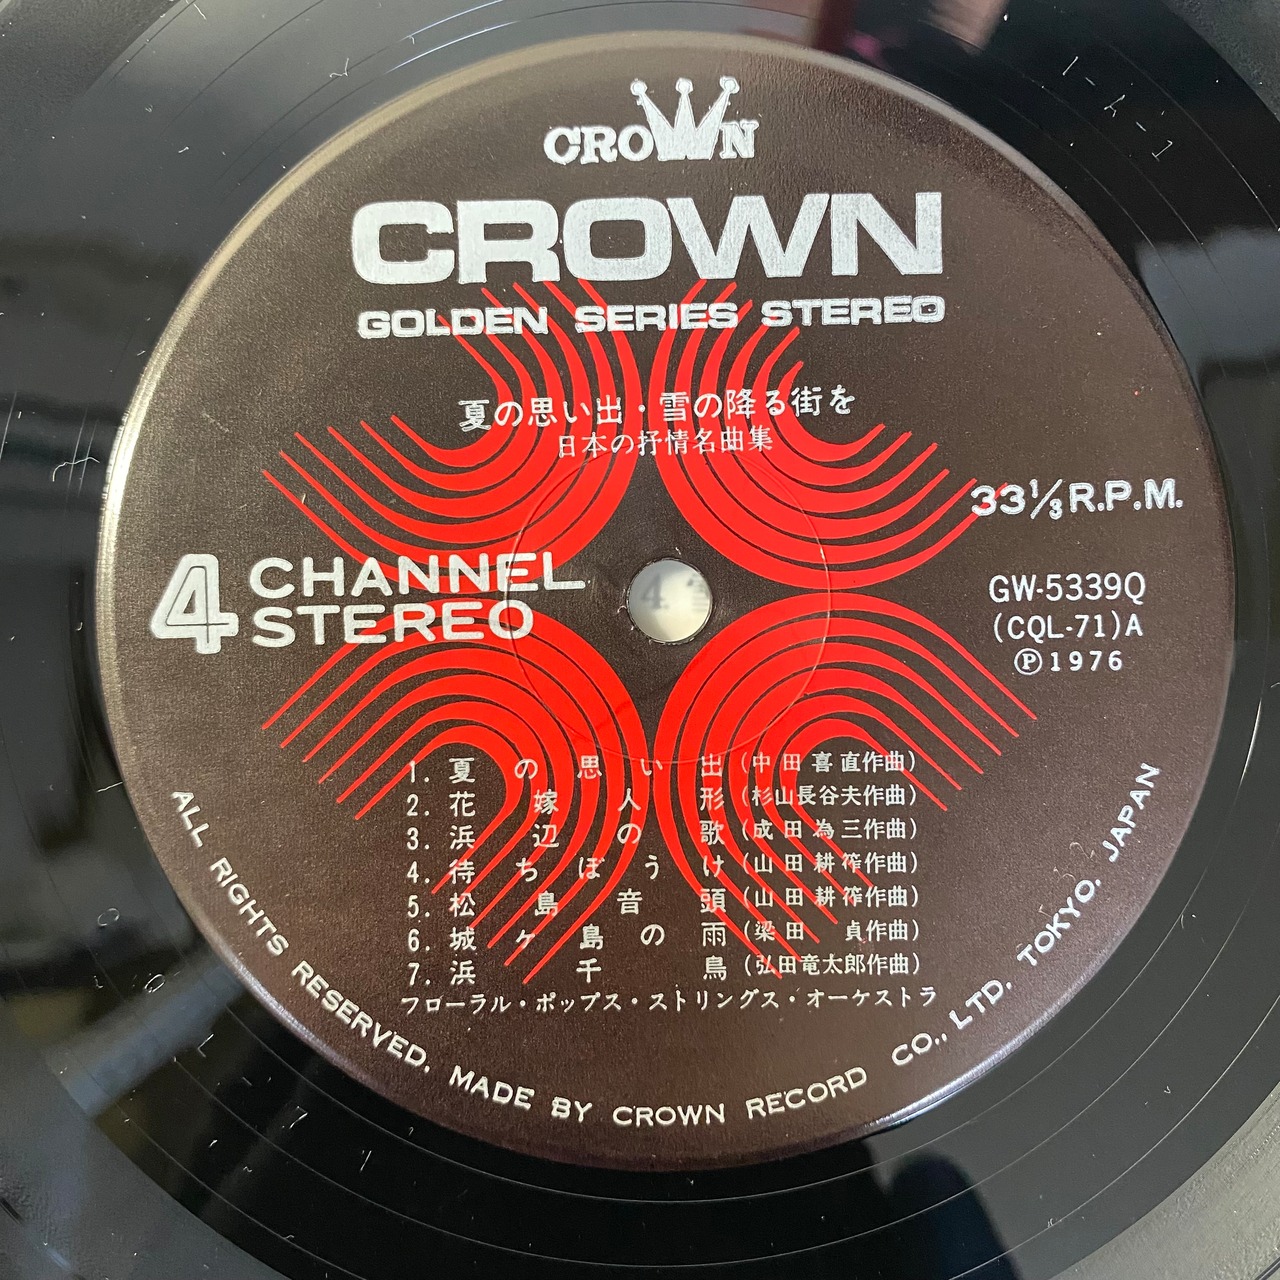 CROWN
CROWN
GOLDEN SERIES STEREO
夏の思い出・雪の降る街を
日本の抒情名曲集
33⅓ R.P.M.
4 CHANNEL
STEREO
GW-5339Q
(CQL-71)A
Ⓟ1976
1. 夏の思い出 (中田喜直作曲)
2. 花嫁人形 (杉山長谷夫作曲)
3. 浜辺の歌 (成田為三作曲)
4. 待ちぼうけ (山田耕筰作曲)
5. 松島音頭 (山田耕筰作曲)
6. 城ヶ島の雨 (梁田 貞作曲)
7. 浜千鳥 (弘田竜太郎作曲)
フローラル・ポップス・ストリングス・オーケストラ
ALL RIGHTS RESERVED. MADE BY CROWN RECORD CO., LTD. TOKYO. JAPAN
1-A-1